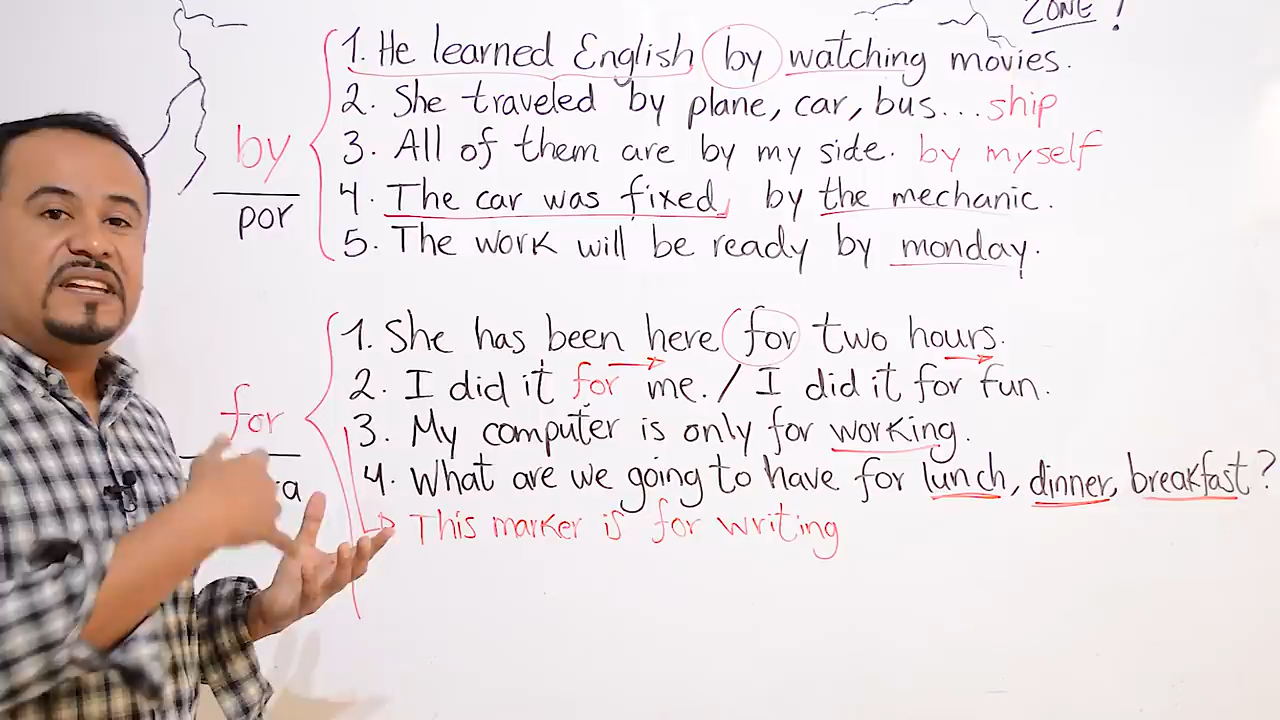 ZONE!
1. He learned English by watching movies.
2. She traveled by plane, car, bus... ship
3. All of them are by my side. by myself
4. The car was fixed, by the mechanic.
5. The work will be ready by monday.
by
por
1. She has been here for two hours.
2. I did it for me. / I did it for fun.
3. My computer is only for working.
4. What are we going to have for lunch, dinner, breakfast?
This marker is for writing
for